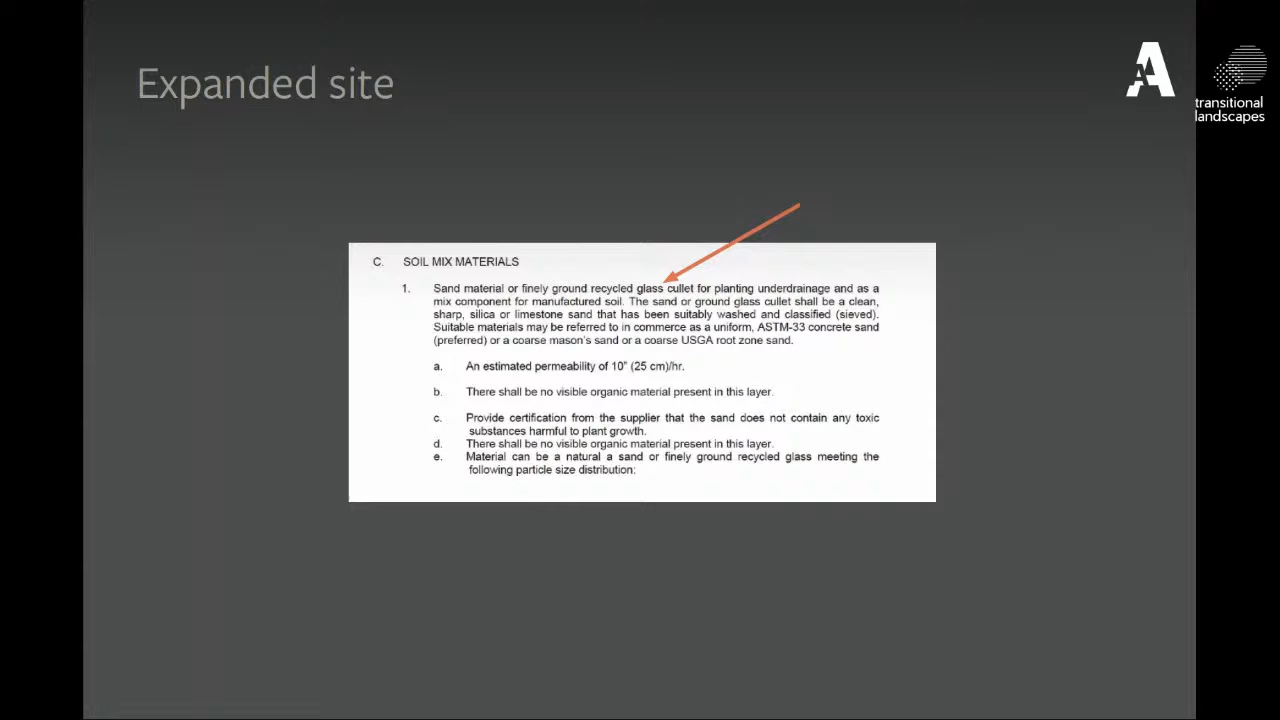 Expanded site
AA
transitional
landscapes
C. SOIL MIX MATERIALS
1. Sand material or finely ground recycled glass cullet for planting underdrainage and as a
mix component for manufactured soil. The sand or ground glass cullet shall be a clean,
sharp, silica or limestone sand that has been suitably washed and classified (sieved).
Suitable materials may be referred to in commerce as a uniform, ASTM-33 concrete sand
(preferred) or a coarse mason's sand or a coarse USGA root zone sand.
a. An estimated permeability of 10" (25 cm)/hr.
b. There shall be no visible organic material present in this layer.
c. Provide certification from the supplier that the sand does not contain any toxic
substances harmful to plant growth.
d. There shall be no visible organic material present in this layer.
e. Material can be a natural a sand or finely ground recycled glass meeting the
following particle size distribution: